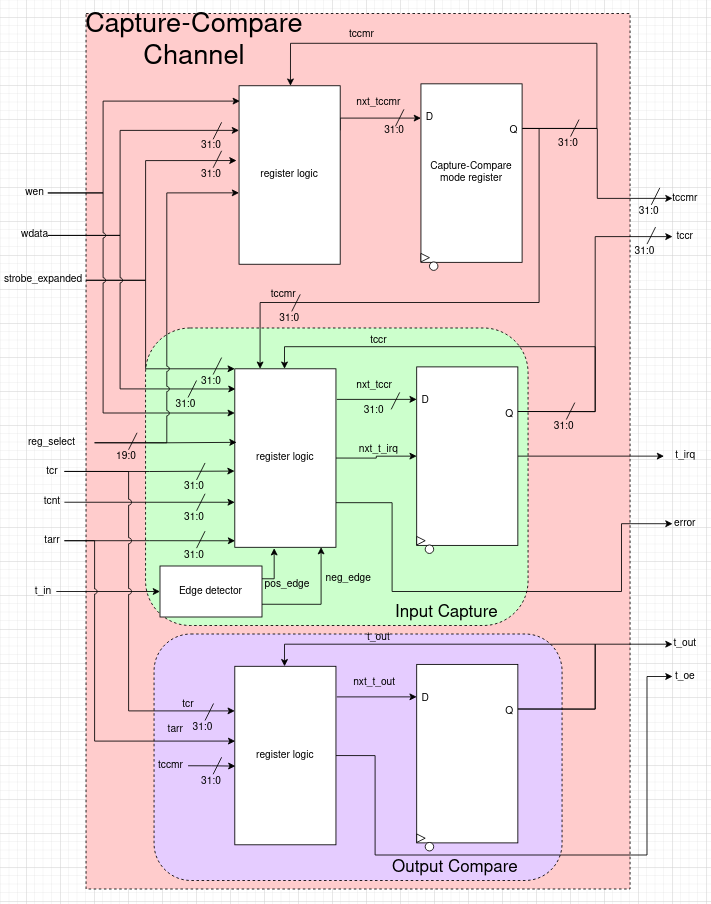 Capture-Compare
Channel
tccmr
nxt_tccmr
31:0
D
Q
31:0
31:0
31:0
register logic
Capture-Compare
mode register
wen
wdata
strobe_expanded
tccmr
31:0
tccr
31:0
tccmr
31:0
tccr
31:0
31:0
nxt_tccr
31:0
D
Q
31:0
reg_select
19:0
register logic
nxt_t_irq
t_irq
tcr
31:0
tcnt
31:0
tarr
31:0
error
t_in
Edge detector
pos_edge
neg_edge
Input Capture
t_out
t_out
nxt_t_out
t_oe
D
Q
tcr
31:0
tarr
tccmr
31:0
register logic
Output Compare